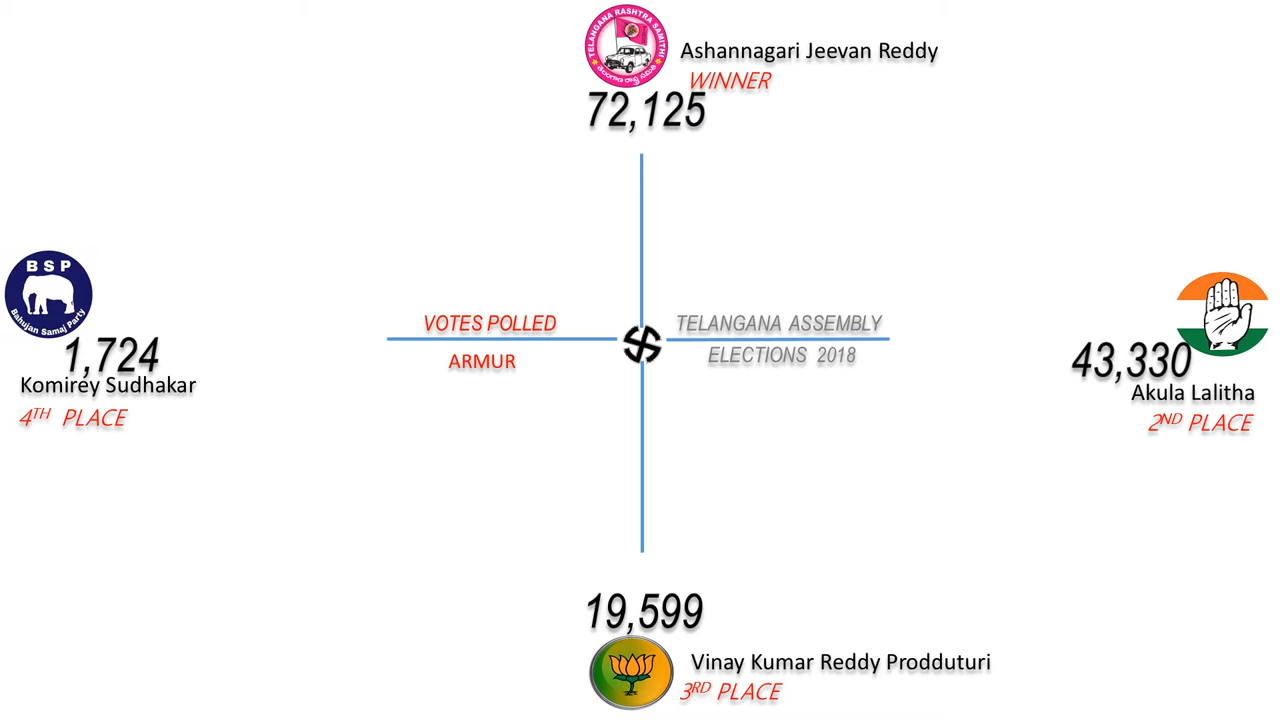 TELANGANA RASHTRA SAMITHI
తెలంగాణ రాష్ట్ర సమితి
Ashannagari Jeevan Reddy
WINNER
72,125
BSP
Bahujan Samaj Party
1,724
Komirey Sudhakar
4TH PLACE
VOTES POLLED
ARMUR
TELANGANA ASSEMBLY
ELECTIONS 2018
43,330
Akula Lalitha
2ND PLACE
19,599
Vinay Kumar Reddy Prodduturi
3RD PLACE